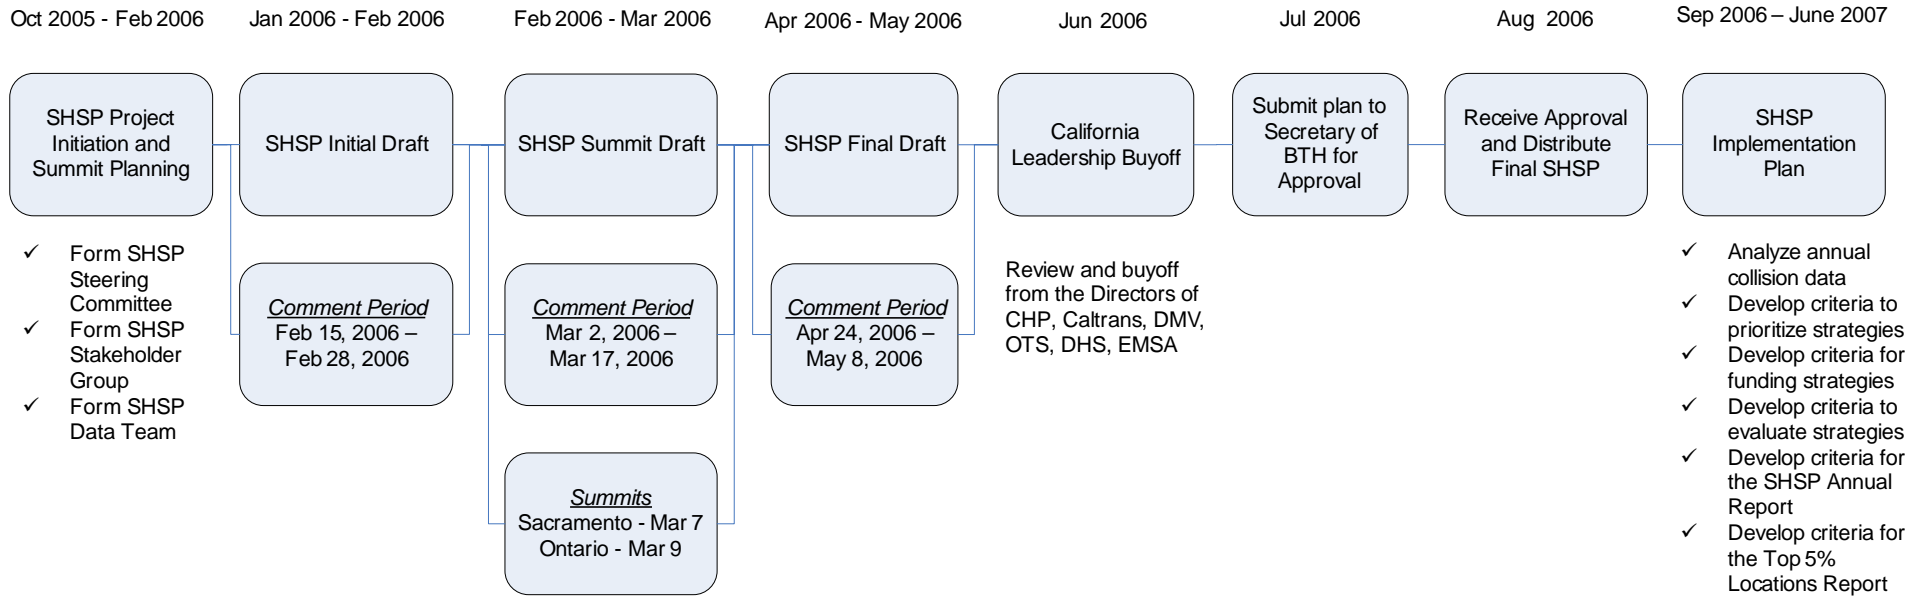 Oct 2005 - Feb 2006
Jan 2006 - Feb 2006
Feb 2006 - Mar 2006
Apr 2006 - May 2006
Jun 2006
Jul 2006
Aug 2006
Sep 2006 – June 2007
SHSP Project
Initiation and
Summit Planning
SHSP Initial Draft
SHSP Summit Draft
SHSP Final Draft
California
Leadership Buyoff
Submit plan to
Secretary of
BTH for
Approval
Receive Approval
and Distribute
Final SHSP
SHSP
Implementation
Plan
✓ Form SHSP
Steering
Committee
✓ Form SHSP
Stakeholder
Group
✓ Form SHSP
Data Team
Comment Period
Feb 15, 2006 –
Feb 28, 2006
Comment Period
Mar 2, 2006 –
Mar 17, 2006
Summits
Sacramento - Mar 7
Ontario - Mar 9
Comment Period
Apr 24, 2006 –
May 8, 2006
Review and buyoff
from the Directors of
CHP, Caltrans, DMV,
OTS, DHS, EMSA
✓ Analyze annual
collision data
✓ Develop criteria to
prioritize strategies
✓ Develop criteria for
funding strategies
✓ Develop criteria to
evaluate strategies
✓ Develop criteria for
the SHSP Annual
Report
✓ Develop criteria for
the Top 5%
Locations Report